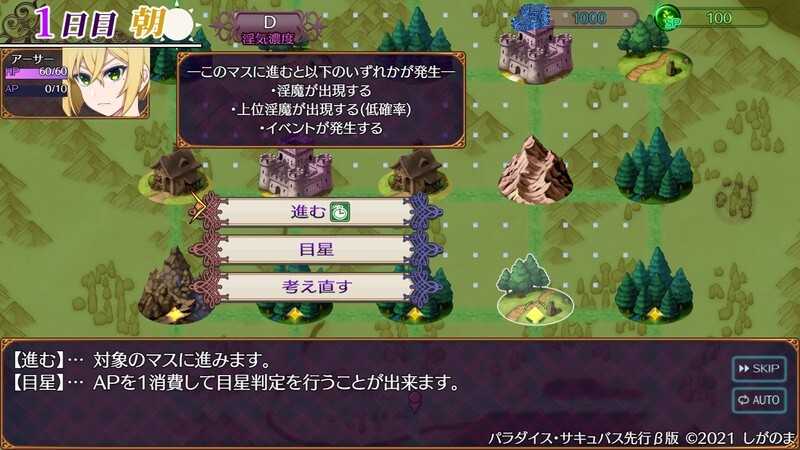 1日目 朝
D
淫気濃度
1000
SP
100
アーサー
HP 60/60
AP 0/10
―このマスに進むと以下のいずれかが発生―
・淫魔が出現する
・上位淫魔が出現する(低確率)
・イベントが発生する
進む
目星
考え直す
【進む】… 対象のマスに進みます。
【目星】… APを1消費して目星判定を行うことが出来ます。
SKIP
AUTO
パラダイス・サキュバス先行β版 ©2021 しがのま